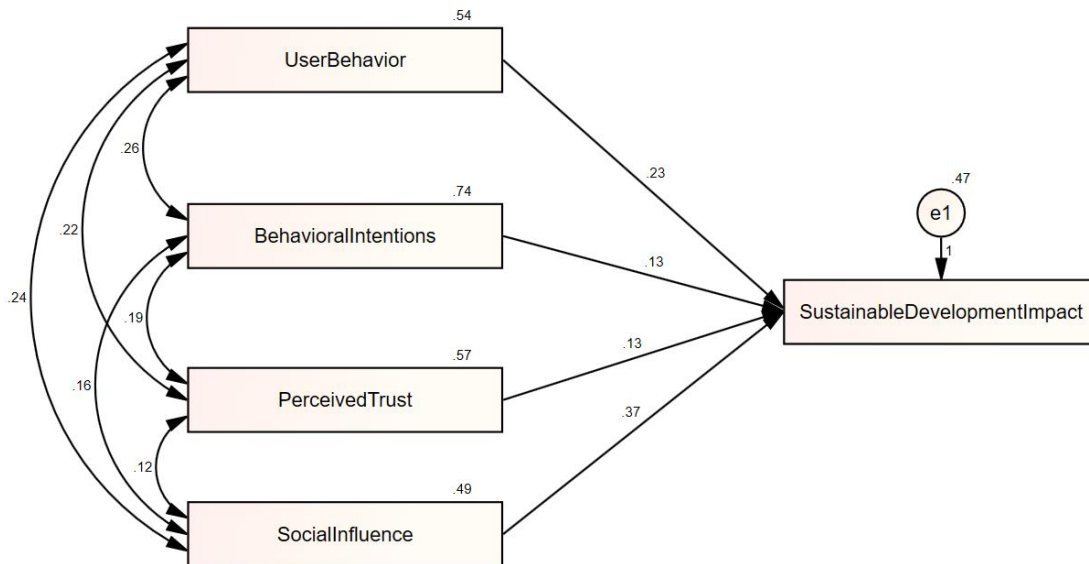 .54
UserBehavior
.26
.23
.47
e1
1
.74
BehavioralIntentions
.22
.13
.24
SustainableDevelopmentImpact
.19
.13
.57
.16
PerceivedTrust
.37
.12
.49
SocialInfluence